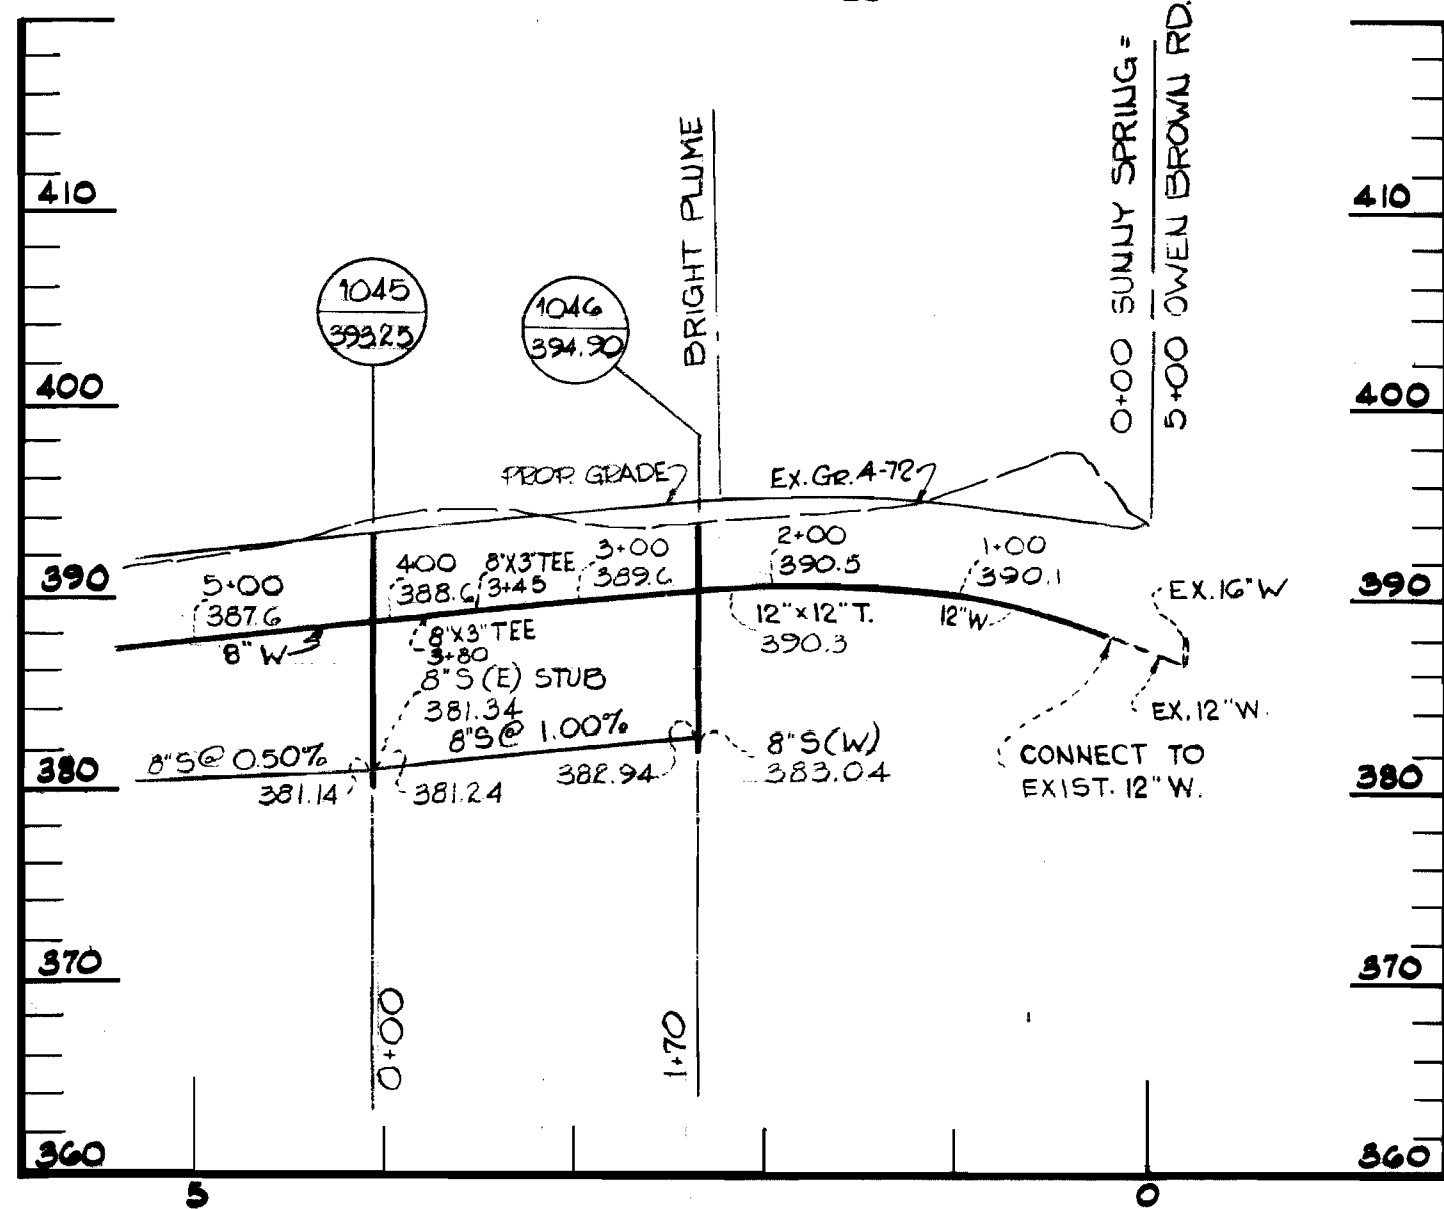 0+00 SUNNY SPRING =
5+00 OWEN BROWN RD.
BRIGHT PLUME
410
410
1045
393.25
1046
394.90
400
400
PROP. GRADE
EX. GR. 4-72
390
5+00
387.6
8" W
400
388.6
8"X3" TEE
3+45
3+00
389.6
2+00
390.5
1+00
390.1
390
EX. 16" W
8"X3" TEE
3+80
12"x12" T.
390.3
12"W
8" S (E) STUB
381.34
EX. 12" W.
8"S @ 1.00%
8"S (W)
383.04
CONNECT TO
EXIST. 12" W.
380
8"S @ 0.50%
381.14
381.24
382.94
380
370
370
0+00
1+70
360
360
5
0